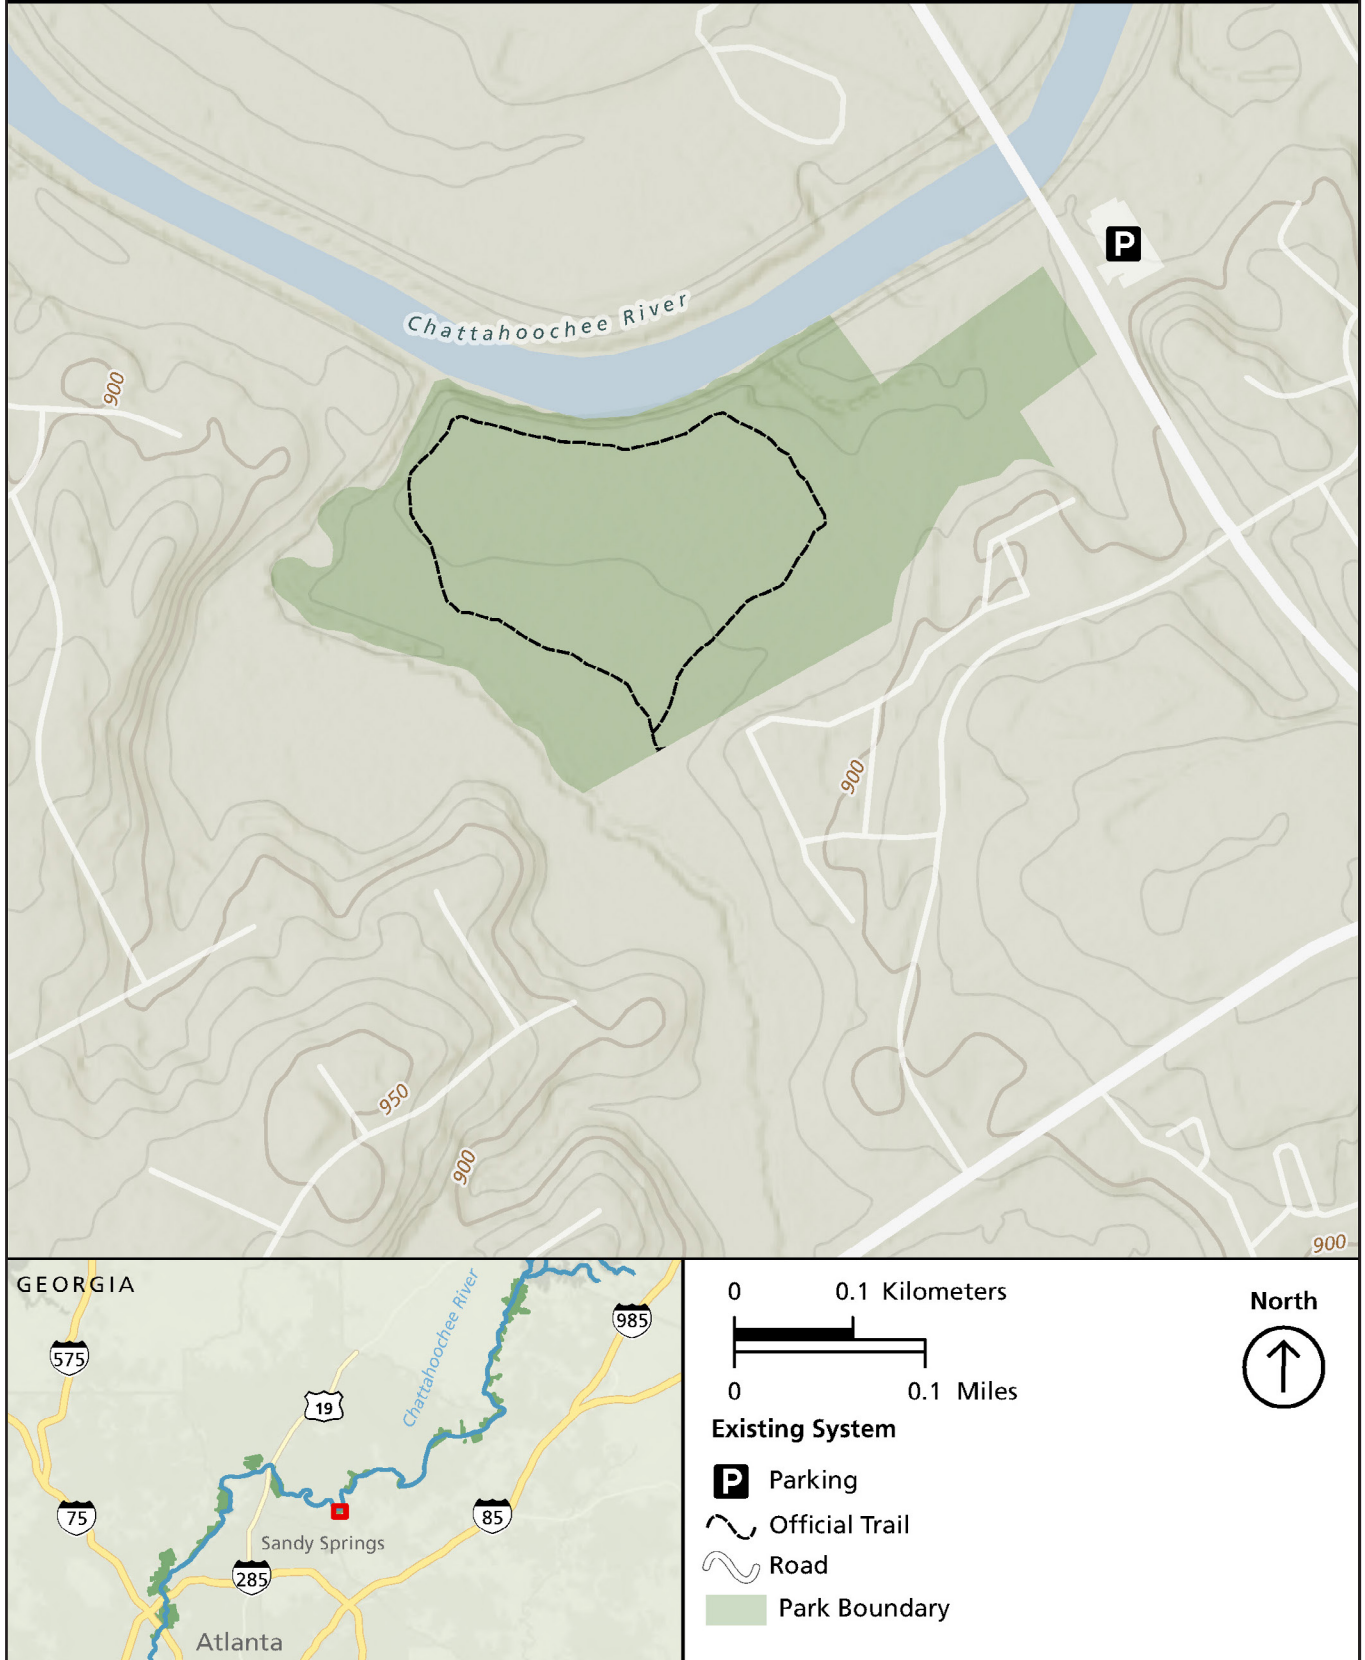 P
Chattahoochee River
900
900
950
900
900
GEORGIA
575
19
Chattahoochee River
985
75
85
Sandy Springs
285
Atlanta
0 0.1 Kilometers
0 0.1 Miles
North
Existing System
P Parking
Official Trail
Road
Park Boundary